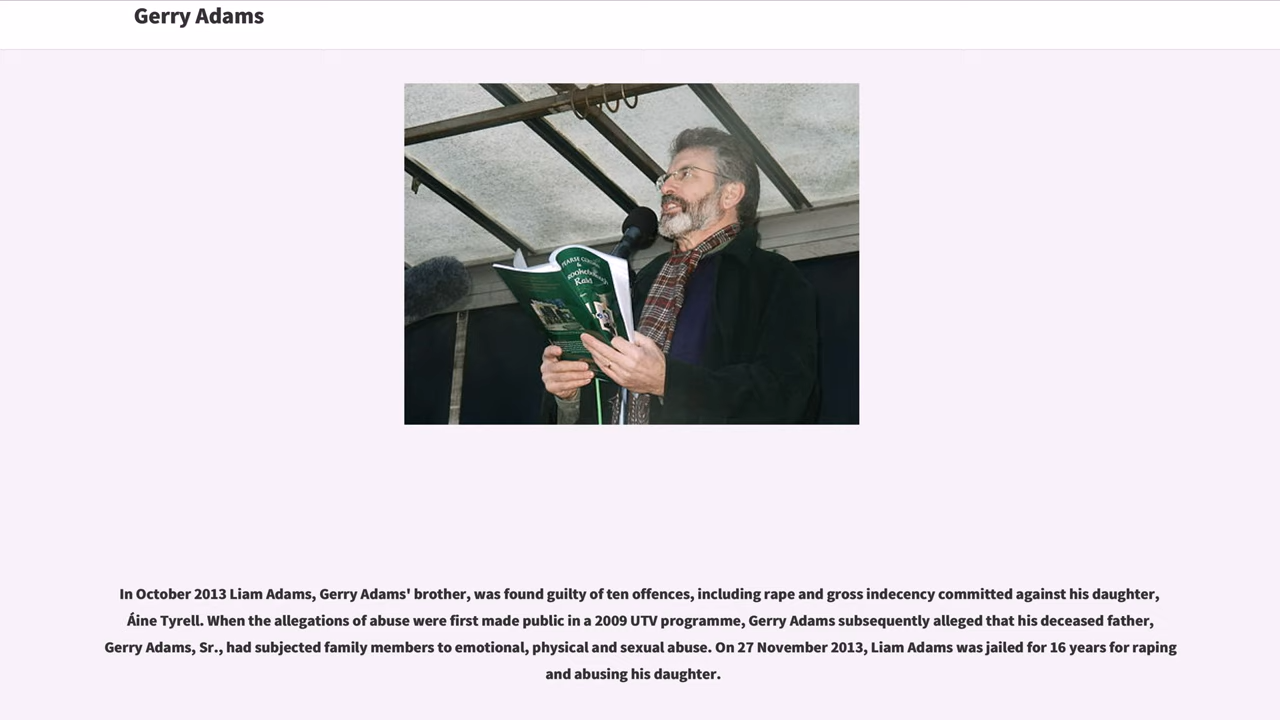 Gerry Adams
PEARSE COLUMN
&
Brookeborough
Raid
In October 2013 Liam Adams, Gerry Adams' brother, was found guilty of ten offences, including rape and gross indecency committed against his daughter,
Áine Tyrell. When the allegations of abuse were first made public in a 2009 UTV programme, Gerry Adams subsequently alleged that his deceased father,
Gerry Adams, Sr., had subjected family members to emotional, physical and sexual abuse. On 27 November 2013, Liam Adams was jailed for 16 years for raping
and abusing his daughter.